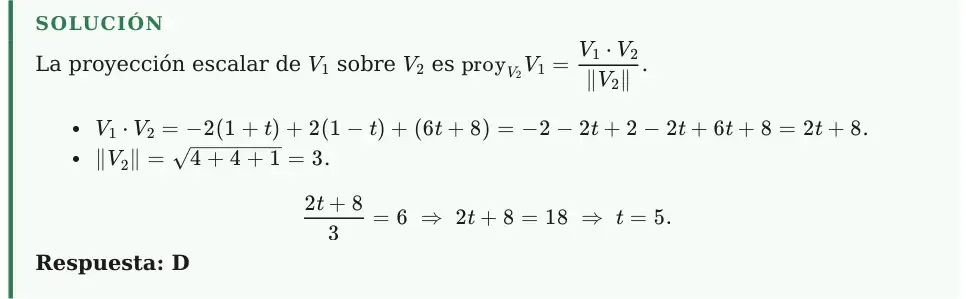 SOLUCIÓN
La proyección escalar de V₁ sobre V₂ es proy_{V₂}V₁ = \frac{V₁ · V₂}{‖V₂‖}.
• V₁ · V₂ = −2(1 + t) + 2(1 − t) + (6t + 8) = −2 − 2t + 2 − 2t + 6t + 8 = 2t + 8.
• ‖V₂‖ = √(4 + 4 + 1) = 3.
\frac{2t + 8}{3} = 6 ⇒ 2t + 8 = 18 ⇒ t = 5.
Respuesta: D